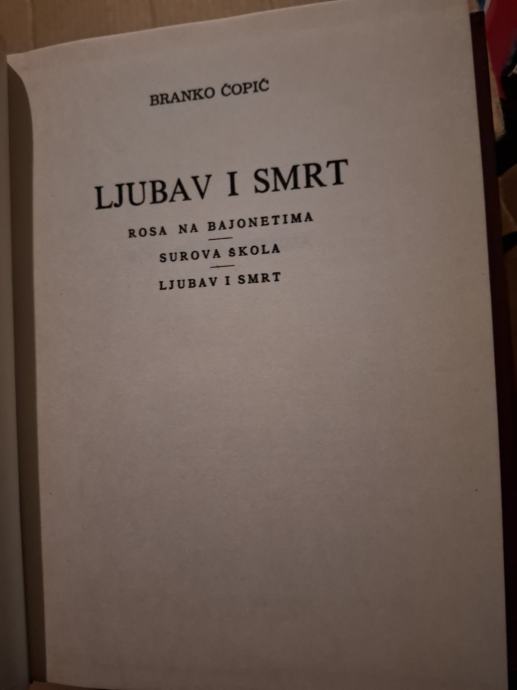 BRANKO ĆOPIĆ
LJUBAV I SMRT
ROSA NA BAJONETIMA
SUROVA ŠKOLA
LJUBAV I SMRT